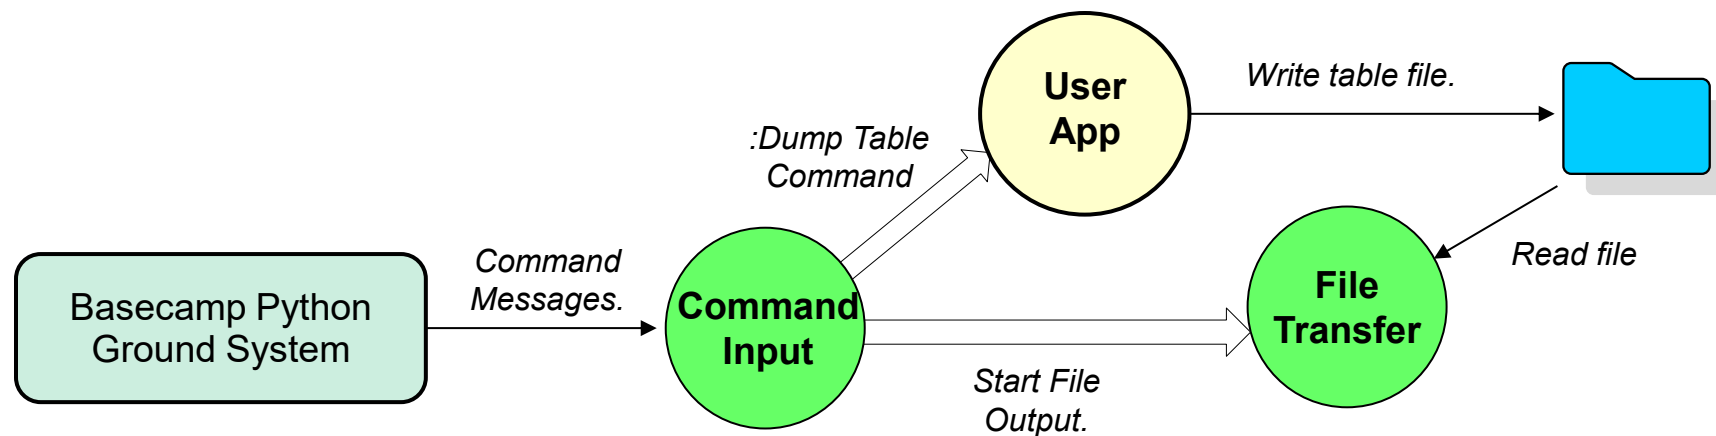 User
App
Write table file.
:Dump Table
Command
Basecamp Python
Ground System
Command
Messages.
Command
Input
File
Transfer
Read file
Start File
Output.